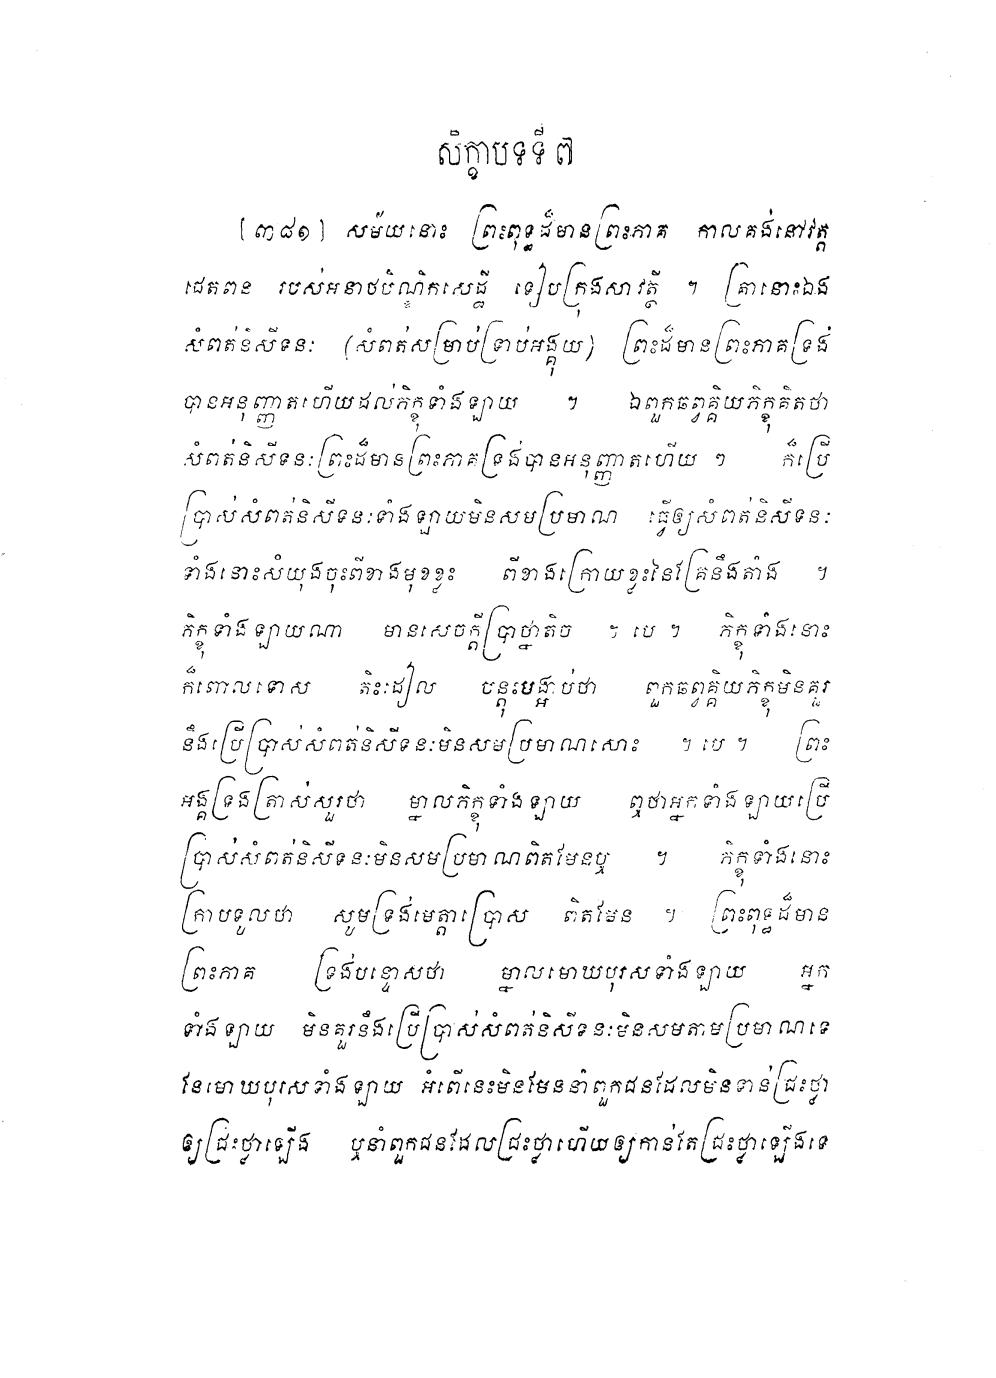 សិក្ខាបទទី ៧
[៣៨១] សម័យនោះ ព្រះពុទ្ធដ៏មានព្រះភាគ កាលគង់នៅវត្ត
ជេតពន របស់អនាថបិណ្ឌិកសេដ្ឋី ទៀបក្រុងសាវត្ថី ។ គ្រានោះឯង
សំពត់និសីទនៈ (សំពត់សម្រាប់ទ្រាប់អង្គុយ) ព្រះដ៏មានព្រះភាគទ្រង់
បានអនុញ្ញាតហើយដល់ភិក្ខុទាំងឡាយ ។ ឯពួកឆព្វគ្គិយភិក្ខុគិតថា
សំពត់និសីទនៈព្រះដ៏មានព្រះភាគទ្រង់បានអនុញ្ញាតហើយ ៗ ក៏ប្រើ
ប្រាស់សំពត់និសីទនៈទាំងឡាយមិនសមប្រមាណ ធ្វើឲ្យសំពត់និសីទនៈ
ទាំងនោះសំយុងចុះពីខាងមុខខ្លះ ពីខាងក្រោយខ្លះនៃគ្រែនឹងតាំង ។
ភិក្ខុទាំងឡាយណា មានសេចក្តីប្រាថ្នាតិច ។ បេ ។ ភិក្ខុទាំងនោះ
ក៏ពោលទោស តិះដៀល បន្តុះបង្អាប់ថា ពួកឆព្វគ្គិយភិក្ខុមិនគួរ
នឹងប្រើប្រាស់សំពត់និសីទនៈមិនសមប្រមាណសោះ ។ បេ ។ ព្រះ
អង្គទ្រង់ត្រាស់សួរថា ម្នាលភិក្ខុទាំងឡាយ ឮថាអ្នកទាំងឡាយប្រើ
ប្រាស់សំពត់និសីទនៈមិនសមប្រមាណពិតមែនឬ ។ ភិក្ខុទាំងនោះ
ក្រាបទូលថា សូមទ្រង់មេត្តាប្រោស ពិតមែន ។ ព្រះពុទ្ធដ៏មាន
ព្រះភាគ ទ្រង់បន្ទោសថា ម្នាលមោឃបុរសទាំងឡាយ អ្នក
ទាំងឡាយ មិនគួរនឹងប្រើប្រាស់សំពត់និសីទនៈមិនសមតាមប្រមាណទេ
នែមោឃបុរសទាំងឡាយ អំពើនេះមិនមែននាំពួកជនដែលមិនទាន់ជ្រះថ្លា
ឲ្យជ្រះថ្លាឡើង ឬនាំពួកជនដែលជ្រះថ្លាហើយឲ្យកាន់តែជ្រះថ្លាឡើងទេ